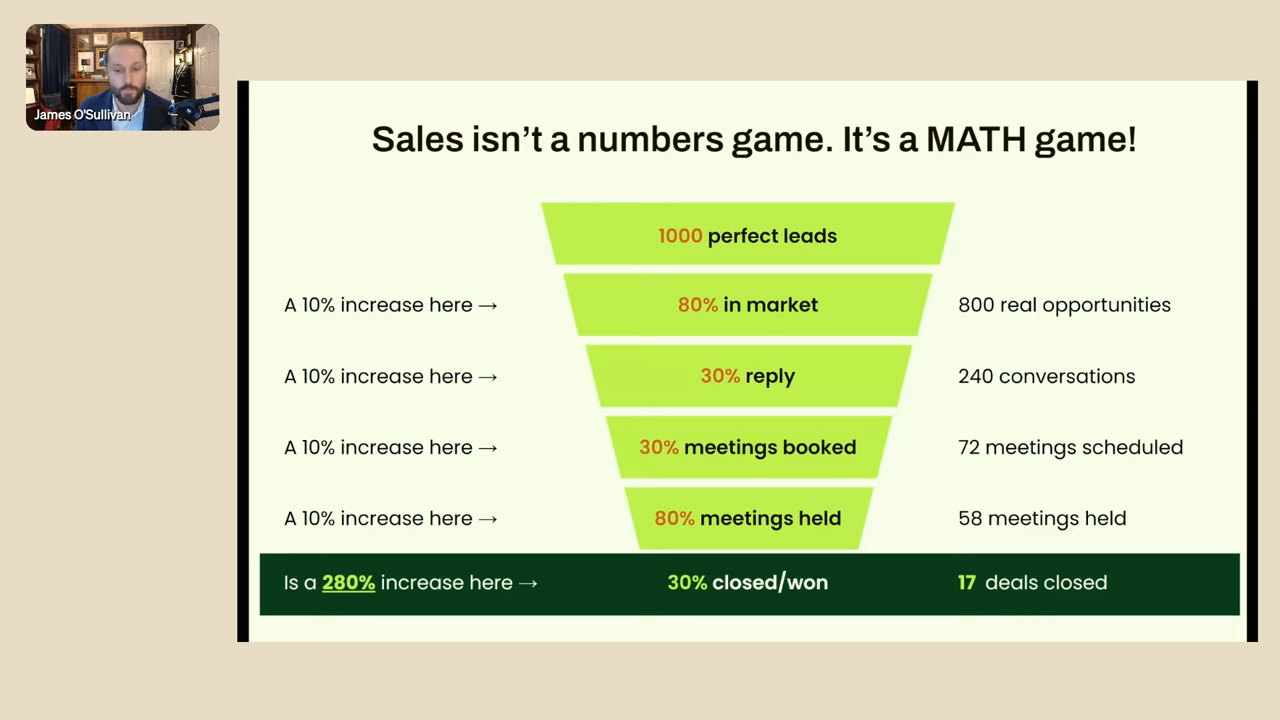 James O'Sullivan
Sales isn’t a numbers game. It’s a MATH game!
1000 perfect leads
A 10% increase here → 80% in market 800 real opportunities
A 10% increase here → 30% reply 240 conversations
A 10% increase here → 30% meetings booked 72 meetings scheduled
A 10% increase here → 80% meetings held 58 meetings held
Is a 280% increase here → 30% closed/won 17 deals closed